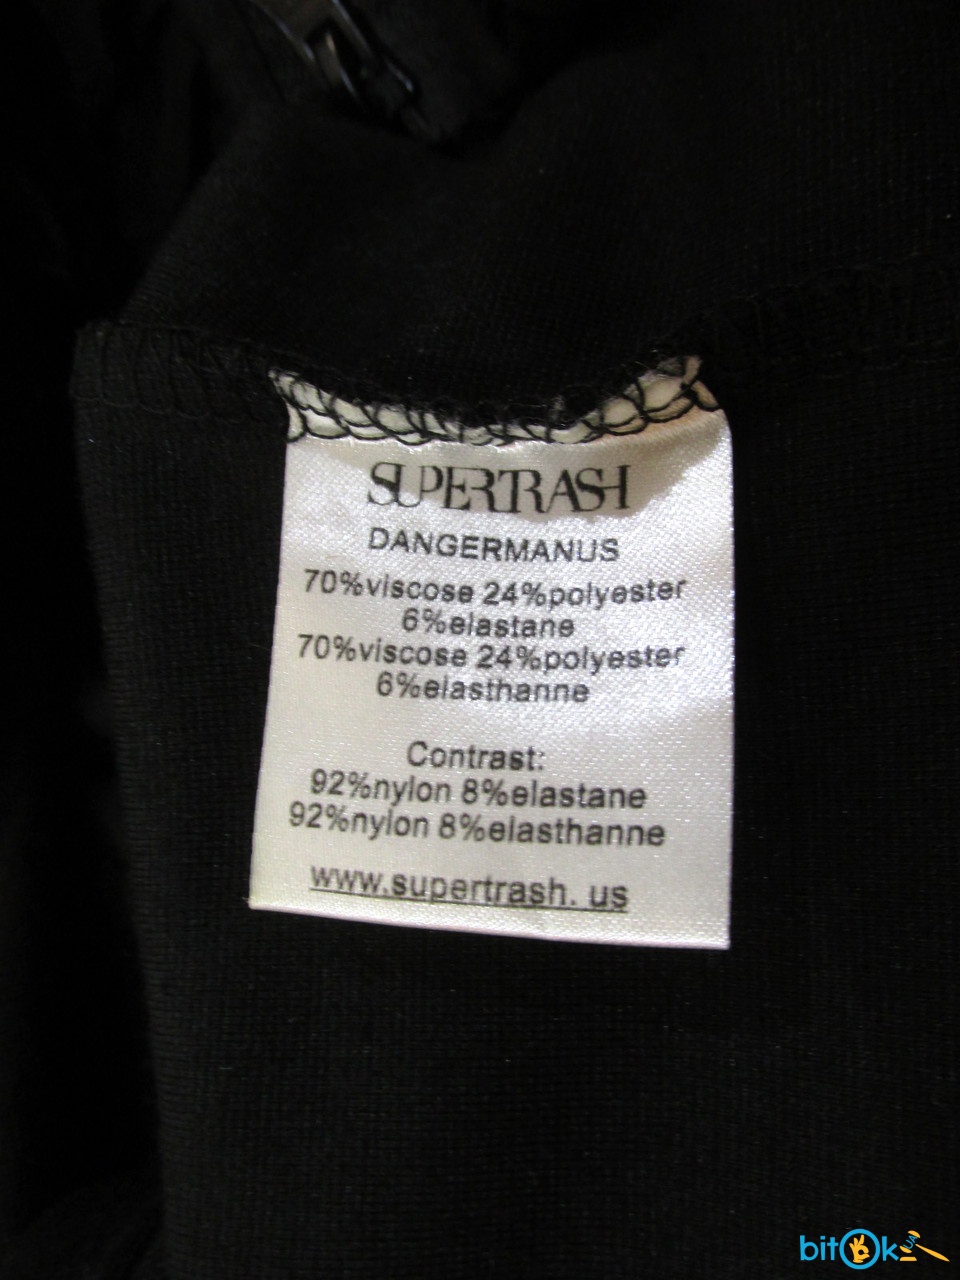 SUPERTRASH
DANGERMANUS
70%viscose 24%polyester
6%elastane
70%viscose 24%polyester
6%elasthanne
Contrast:
92%nylon 8%elastane
92%nylon 8%elasthanne
www.supertrash. us
bitOk UA